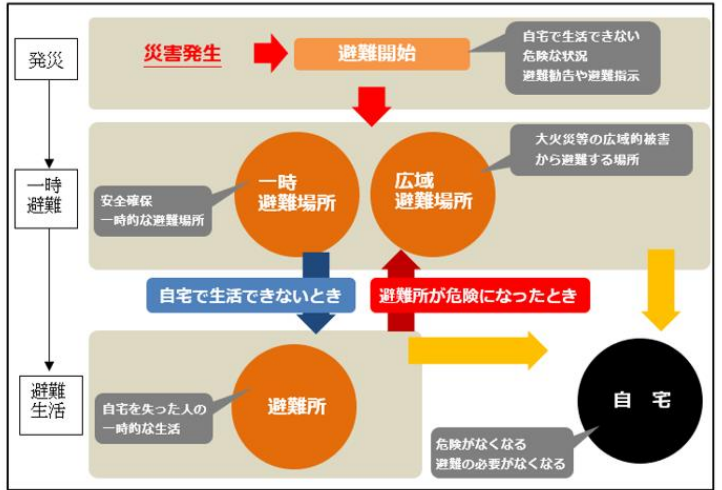 発災
災害発生
避難開始
自宅で生活できない
危険な状況
避難勧告や避難指示
一時
避難
一時
避難場所
広域
避難場所
大火災等の広域的被害
から避難する場所
安全確保
一時的な避難場所
自宅で生活できないとき
避難所が危険になったとき
避難
生活
避難所
自宅を失った人の
一時的な生活
自　宅
危険がなくなる
避難の必要がなくなる